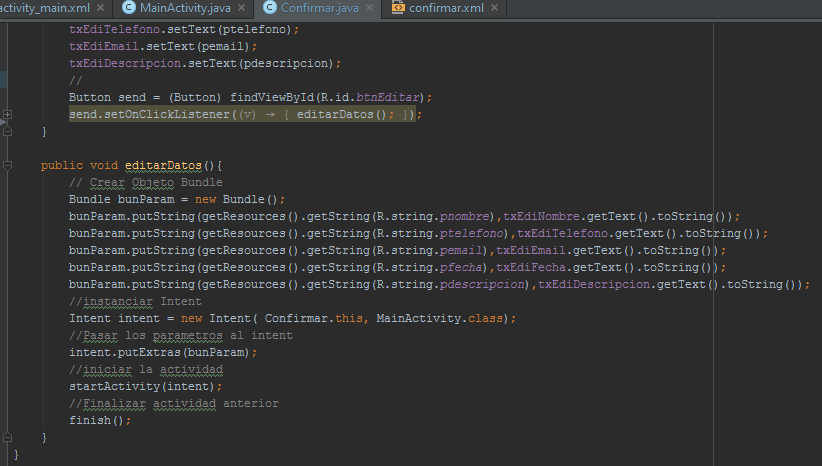 activity_main.xml × MainActivity.java × Confirmar.java × confirmar.xml ×
txEdiTelefono.setText(ptelefono);
txEdiEmail.setText(pemail);
txEdiDescripcion.setText(pdescripcion);
//
Button send = (Button) findViewById(R.id.btnEditar);
send.setOnClickListener((v) → { editarDatos(); });
}
public void editarDatos(){
// Crear Objeto Bundle
Bundle bunParam = new Bundle();
bunParam.putString(getResources().getString(R.string.pnombre),txEdiNombre.getText().toString());
bunParam.putString(getResources().getString(R.string.ptelefono),txEdiTelefono.getText().toString());
bunParam.putString(getResources().getString(R.string.pemail),txEdiEmail.getText().toString());
bunParam.putString(getResources().getString(R.string.pfecha),txEdiFecha.getText().toString());
bunParam.putString(getResources().getString(R.string.pdescripcion),txEdiDescripcion.getText().toString());
//instanciar Intent
Intent intent = new Intent( Confirmar.this, MainActivity.class);
//Pasar los parametros al intent
intent.putExtras(bunParam);
//iniciar la actividad
startActivity(intent);
//Finalizar actividad anterior
finish();
}
}